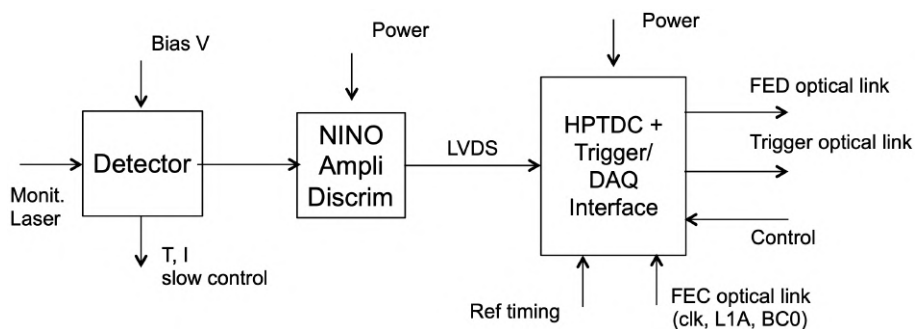 Bias V
Power
Power
FED optical link
Trigger optical link
Detector
NINO
Ampli
Discrim
LVDS
HPTDC +
Trigger/
DAQ
Interface
Monit.
Laser
Control
T, I
slow control
Ref timing
FEC optical link
(clk, L1A, BC0)